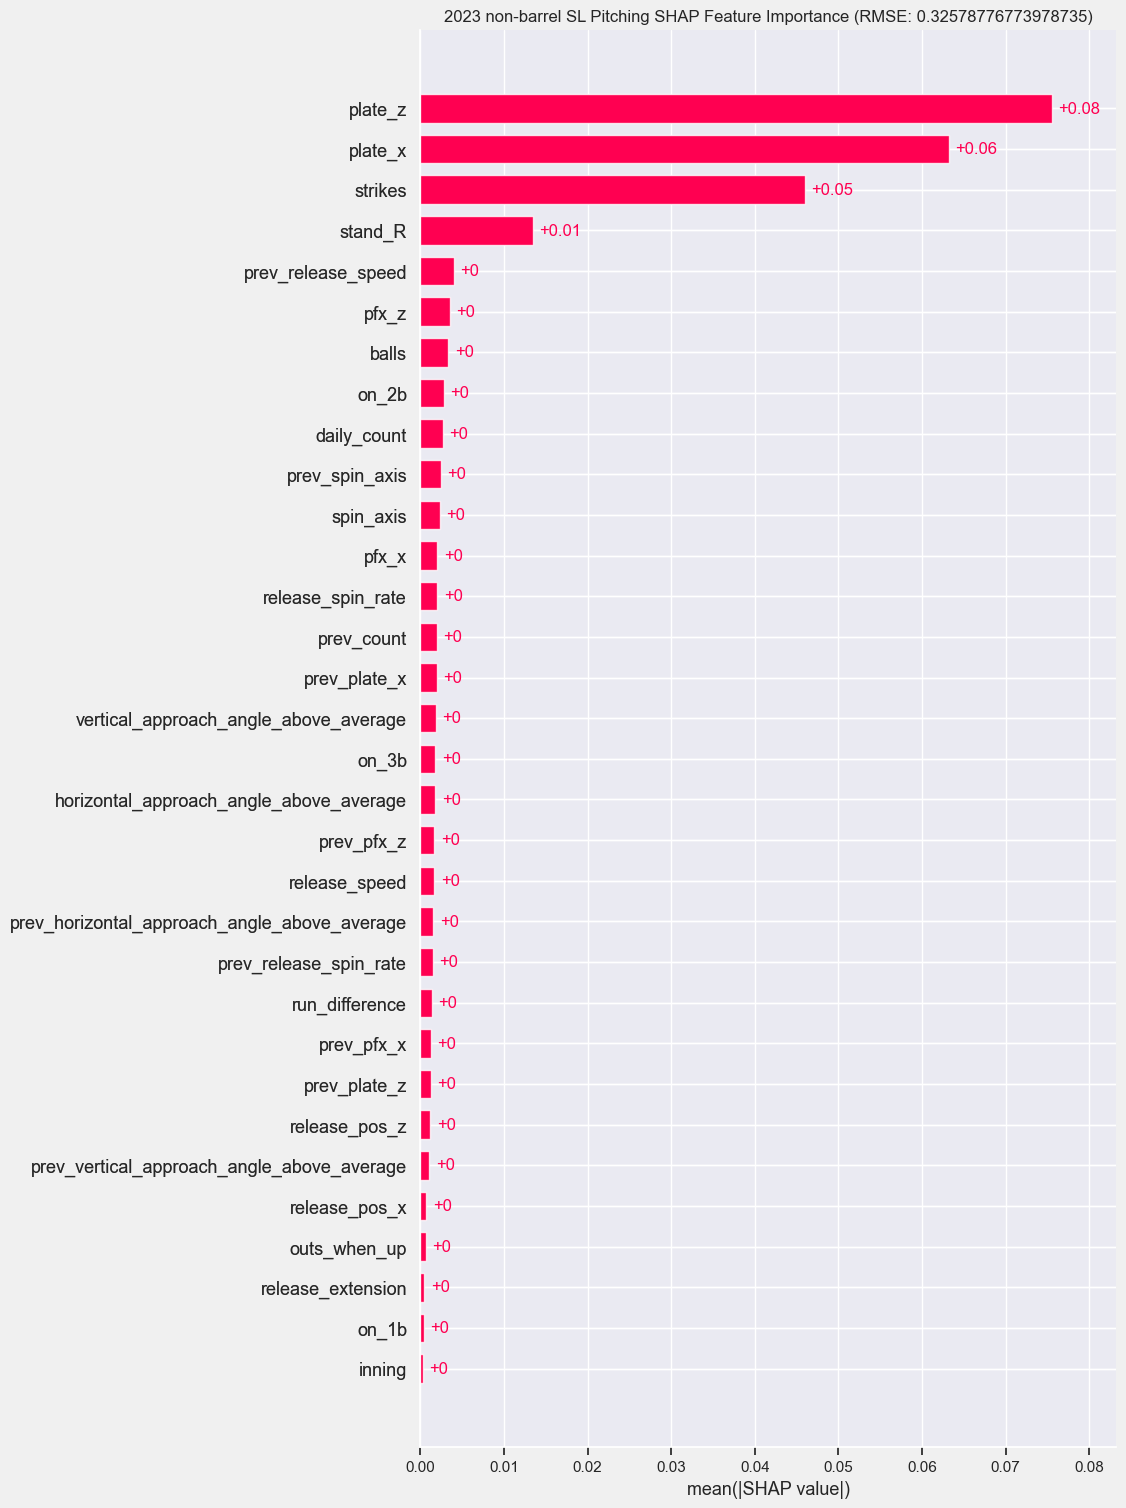 2023 non-barrel SL Pitching SHAP Feature Importance (RMSE: 0.32578776773978735)
plate_z +0.08
plate_x +0.06
strikes +0.05
stand_R +0.01
prev_release_speed +0
pfx_z +0
balls +0
on_2b +0
daily_count +0
prev_spin_axis +0
spin_axis +0
pfx_x +0
release_spin_rate +0
prev_count +0
prev_plate_x +0
vertical_approach_angle_above_average +0
on_3b +0
horizontal_approach_angle_above_average +0
prev_pfx_z +0
release_speed +0
prev_horizontal_approach_angle_above_average +0
prev_release_spin_rate +0
run_difference +0
prev_pfx_x +0
prev_plate_z +0
release_pos_z +0
prev_vertical_approach_angle_above_average +0
release_pos_x +0
outs_when_up +0
release_extension +0
on_1b +0
inning +0
0.00 0.01 0.02 0.03 0.04 0.05 0.06 0.07 0.08
mean(|SHAP value|)